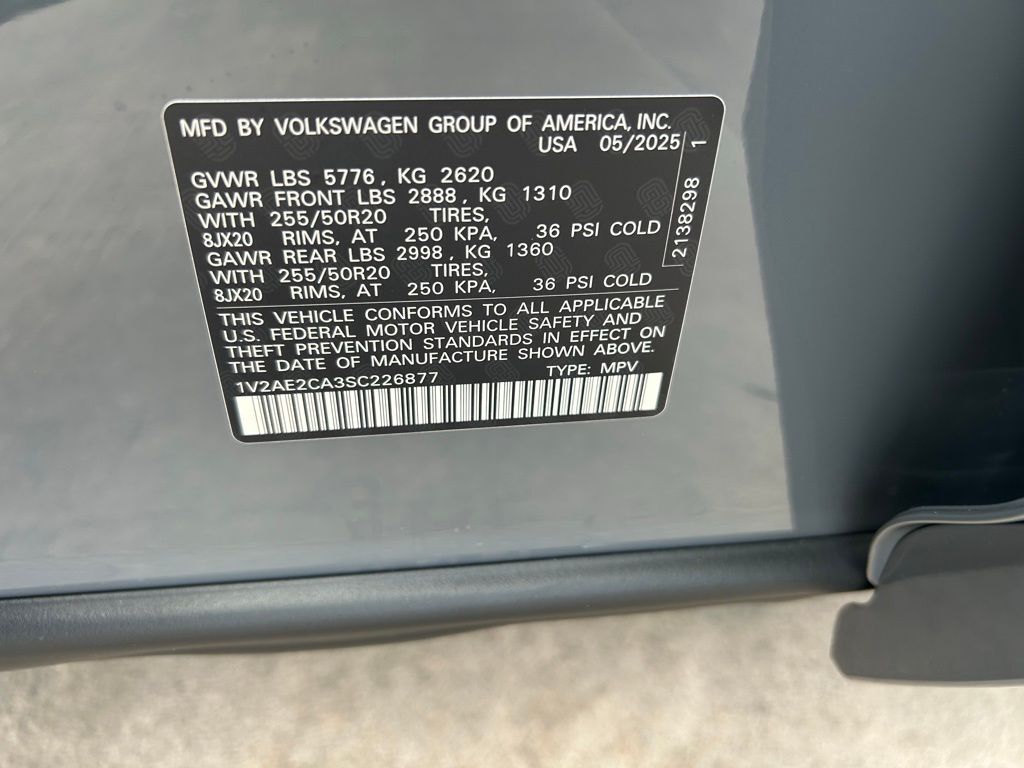 MFD BY VOLKSWAGEN GROUP OF AMERICA, INC.
USA 05/2025
GVWR LBS 5776, KG 2620
GAWR FRONT LBS 2888, KG 1310
WITH 255/50R20 TIRES,
8JX20 RIMS, AT 250 KPA, 36 PSI COLD
GAWR REAR LBS 2998, KG 1360
WITH 255/50R20 TIRES,
8JX20 RIMS, AT 250 KPA, 36 PSI COLD
2138298 1
THIS VEHICLE CONFORMS TO ALL APPLICABLE
U.S. FEDERAL MOTOR VEHICLE SAFETY AND
THEFT PREVENTION STANDARDS IN EFFECT ON
THE DATE OF MANUFACTURE SHOWN ABOVE.
1V2AE2CA3SC226877 TYPE: MPV